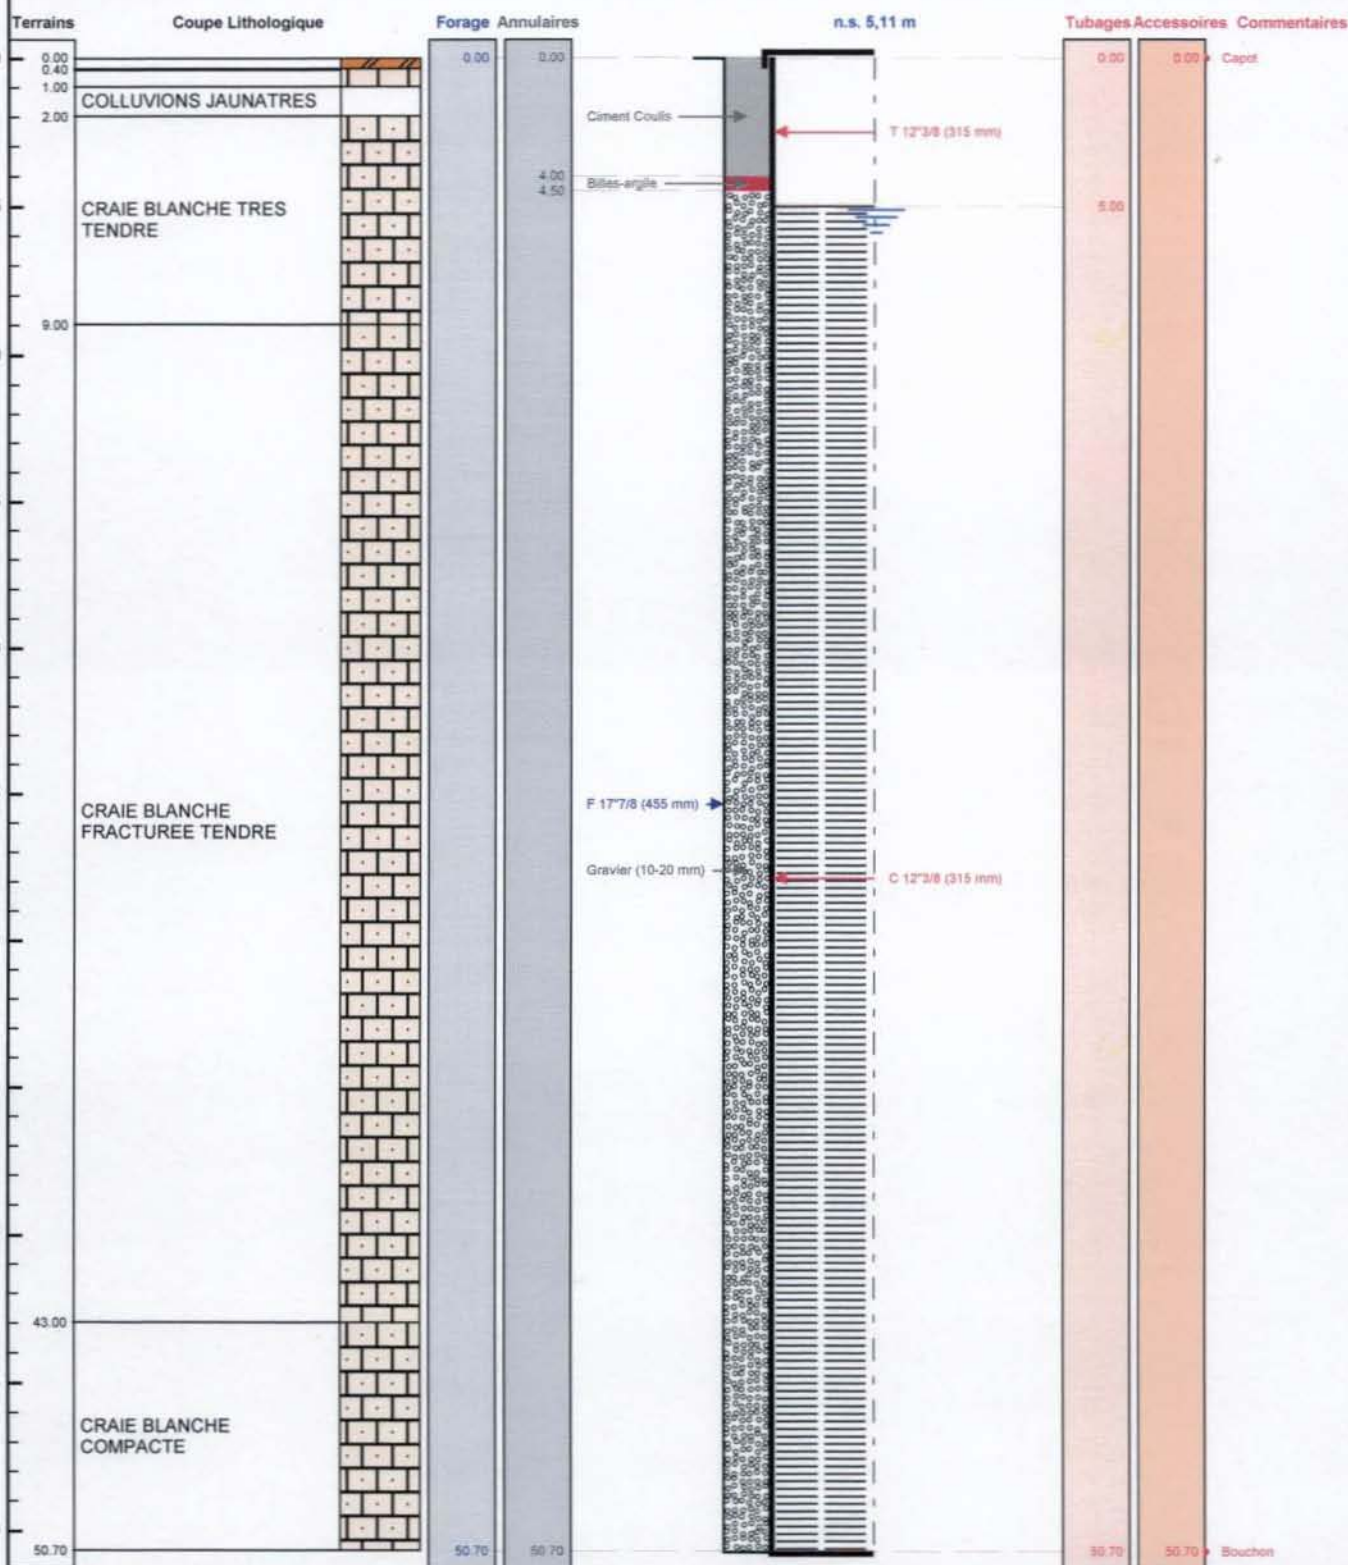 Terrains Coupe Lithologique Forage Annulaires n.s. 5,11 m Tubages Accessoires Commentaires
0.00 0.00 0.00 0.00 0.00 Capot
0.40
1.00
COLLUVIONS JAUNATRES
2.00
Ciment Coulis
T 12"3/8 (315 mm)
4.00
Billes-argile
4.50
CRAIE BLANCHE TRES
TENDRE
5.00
9.00
CRAIE BLANCHE
FRACTUREE TENDRE
F 17"7/8 (455 mm)
Gravier (10-20 mm)
C 12"3/8 (315 mm)
43.00
CRAIE BLANCHE
COMPACTE
50.70 50.70 50.70 50.70 50.70 Bouchon